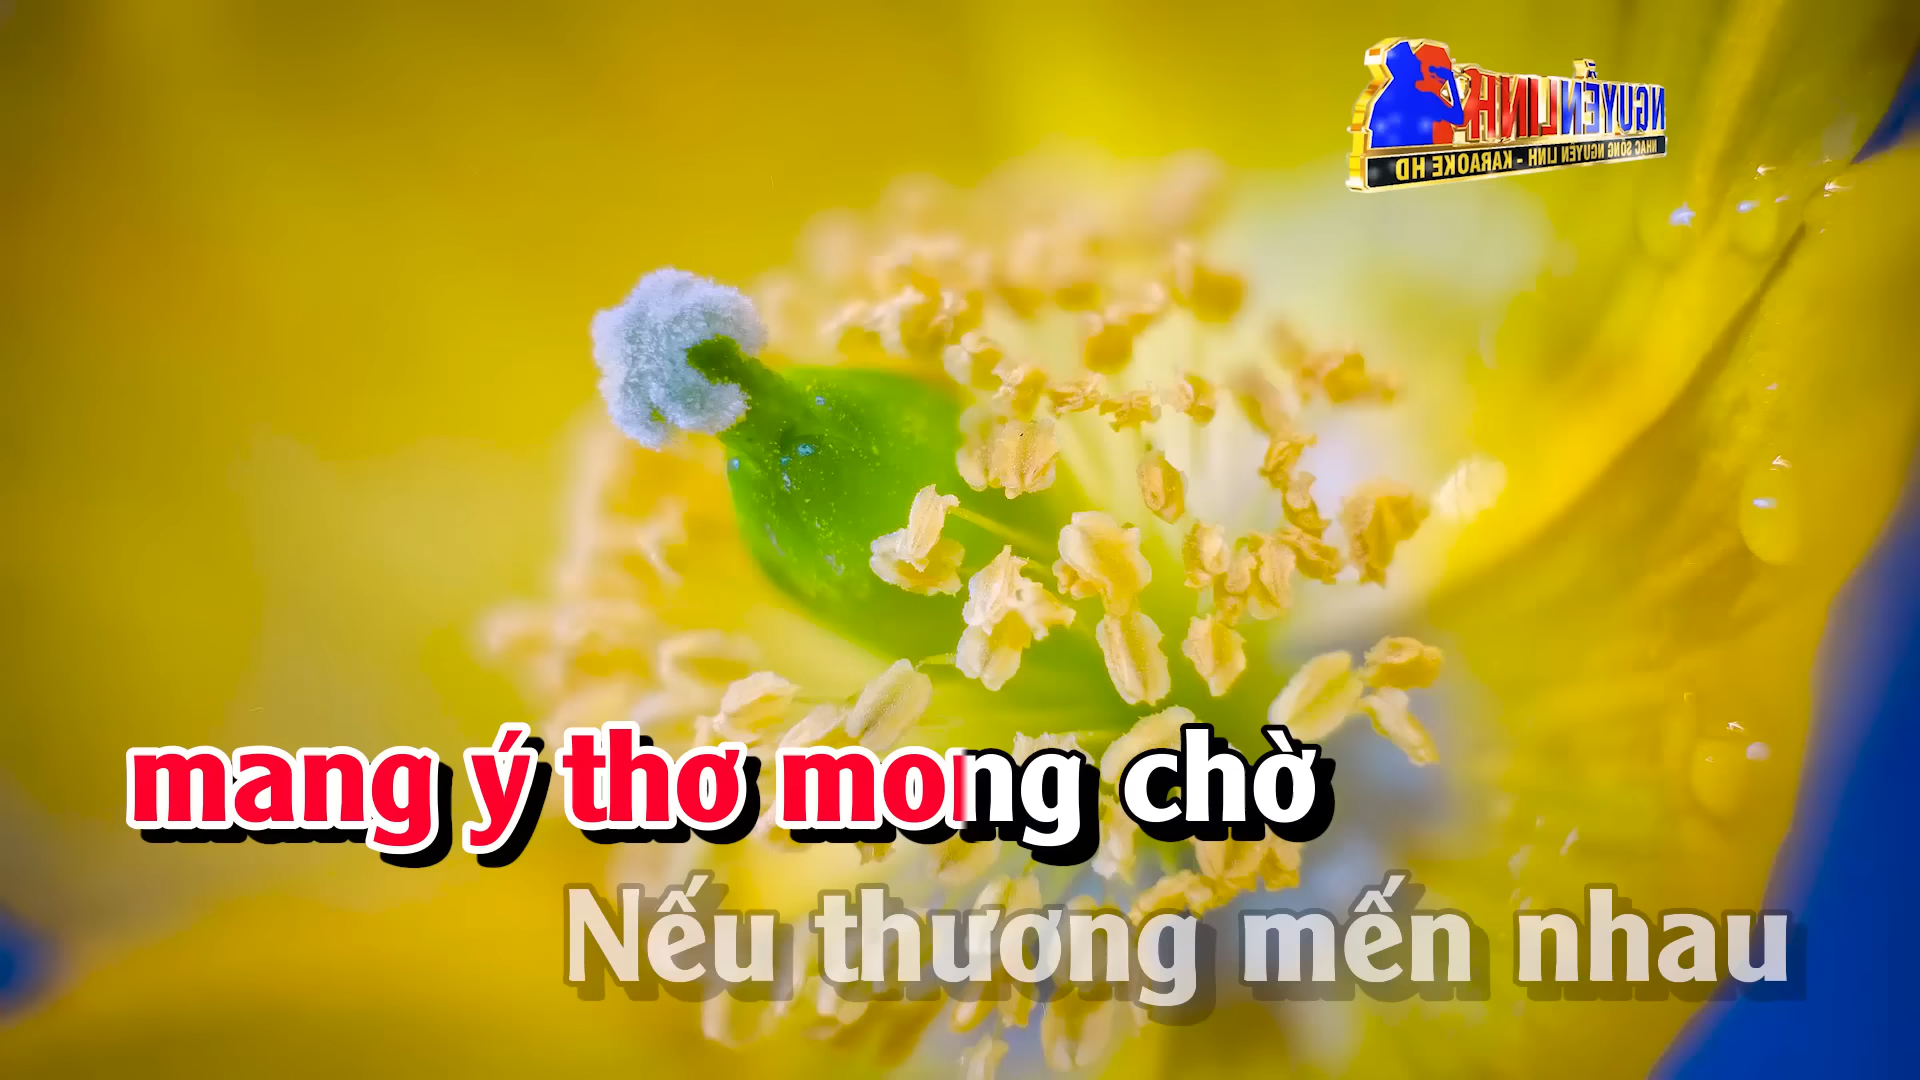 NGUYỄN LINH
NHẠC SỐNG NGUYỄN LINH - KARAOKE HD
mang ý thơ mong chờ
Nếu thương mến nhau